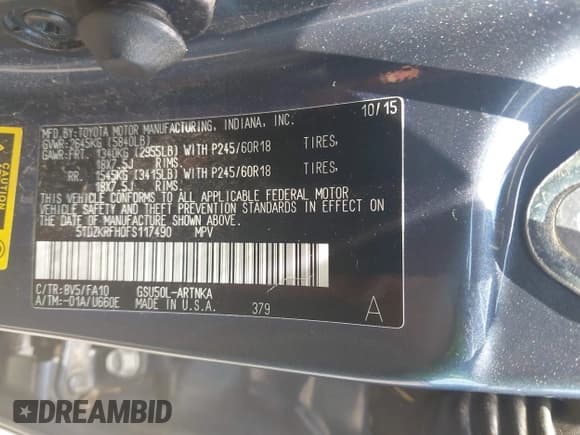 MFD.BY: TOYOTA MOTOR MANUFACTURING, INDIANA, INC. 10/15
GVWR:2645KG (5840LB)
GAWR:FRT. 1340KG (2955LB) WITH P245/60R18 TIRES,
18X7.5J RIMS.
RR. 1545KG (3415LB) WITH P245/60R18 TIRES,
18X7.5J RIMS.
THIS VEHICLE CONFORMS TO ALL APPLICABLE FEDERAL MOTOR
VEHICLE SAFETY AND THEFT PREVENTION STANDARDS IN EFFECT ON
THE DATE OF MANUFACTURE SHOWN ABOVE.
5TDZKRFH0FS117490 MPV
C/TR:8V5/FA10 GSU50L-ARTNKA
A/TM:-01A/U660E MADE IN U.S.A. 379 A
CAUTION
DREAMBID